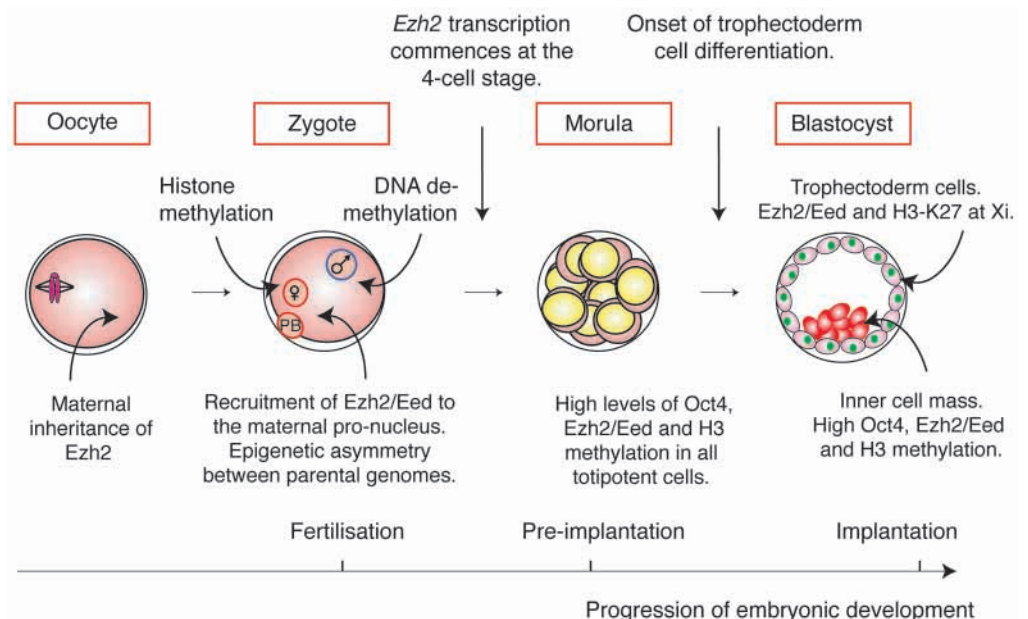 Ezh2 transcription
commences at the
4-cell stage.
Onset of trophectoderm
cell differentiation.
Oocyte
Zygote
Morula
Blastocyst
Histone
methylation
DNA de-
methylation
Trophectoderm cells.
Ezh2/Eed and H3-K27 at Xi.
♂
♀
PB
Maternal
inheritance of
Ezh2
Recruitment of Ezh2/Eed to
the maternal pro-nucleus.
Epigenetic asymmetry
between parental genomes.
High levels of Oct4,
Ezh2/Eed and H3
methylation in all
totipotent cells.
Inner cell mass.
High Oct4, Ezh2/Eed
and H3 methylation.
Fertilisation
Pre-implantation
Implantation
Progression of embryonic development